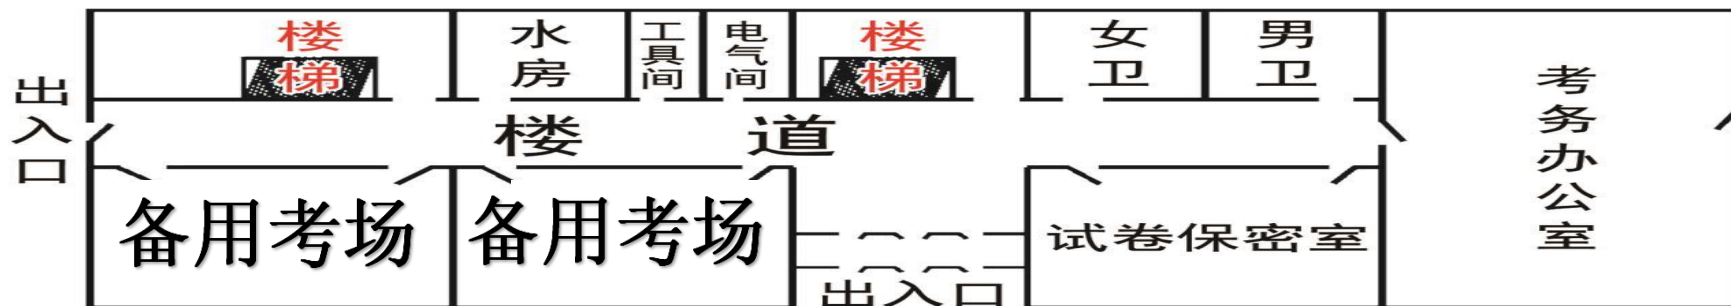 出入口
楼梯
水房
工具间
电气间
楼梯
女卫
男卫
考务办公室
楼道
备用考场
备用考场
试卷保密室
出入口